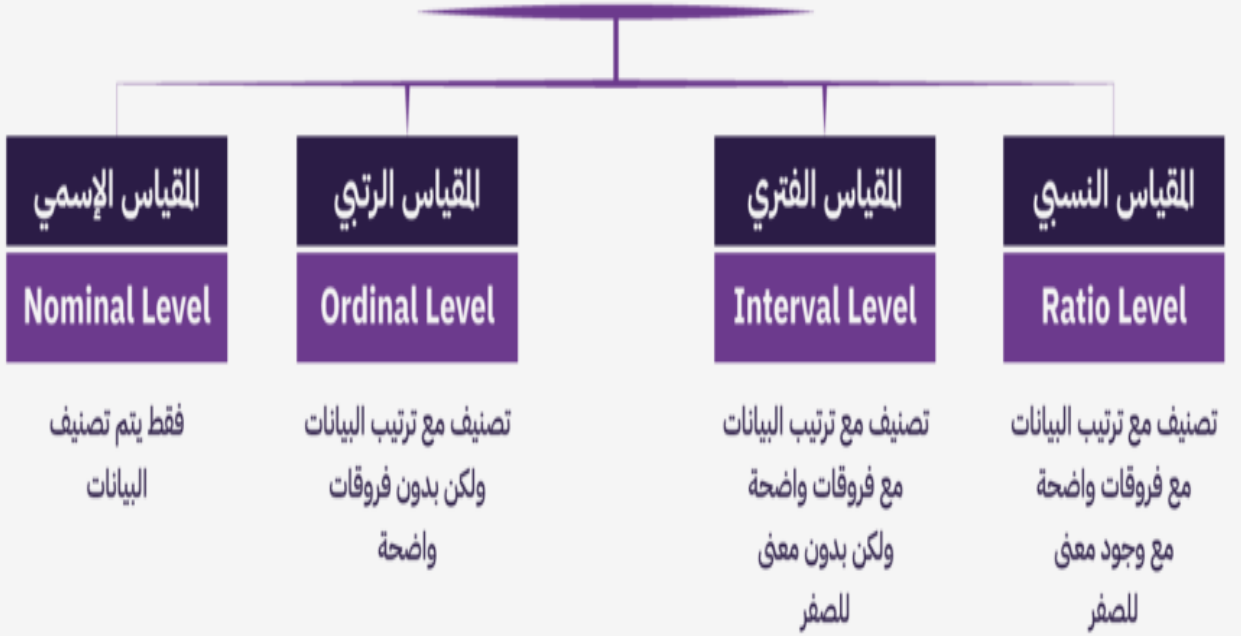 المقياس النسبي
Ratio Level
تصنيف مع ترتيب البيانات
مع فروقات واضحة
مع وجود معنى
للصفر
المقياس الفتري
Interval Level
تصنيف مع ترتيب البيانات
مع فروقات واضحة
ولكن بدون معنى
للصفر
المقياس الرتبي
Ordinal Level
تصنيف مع ترتيب البيانات
ولكن بدون فروقات
واضحة
المقياس الإسمي
Nominal Level
فقط يتم تصنيف
البيانات